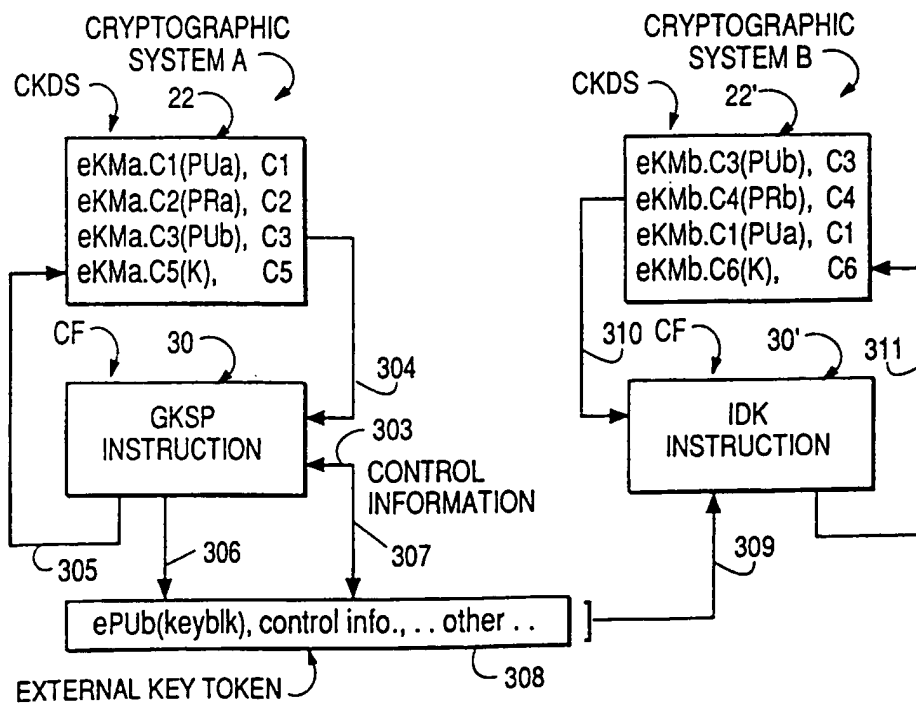 CRYPTOGRAPHIC
SYSTEM A
CKDS
22
eKMa.C1(PUa), C1
eKMa.C2(PRa), C2
eKMa.C3(PUb), C3
eKMa.C5(K), C5
CF
30
304
GKSP
INSTRUCTION
303
CONTROL
INFORMATION
305
306
307
ePUb(keyblk), control info., . . other . .
EXTERNAL KEY TOKEN
308
CRYPTOGRAPHIC
SYSTEM B
CKDS
22'
eKMb.C3(PUb), C3
eKMb.C4(PRb), C4
eKMb.C1(PUa), C1
eKMb.C6(K), C6
310
CF
30'
311
IDK
INSTRUCTION
309